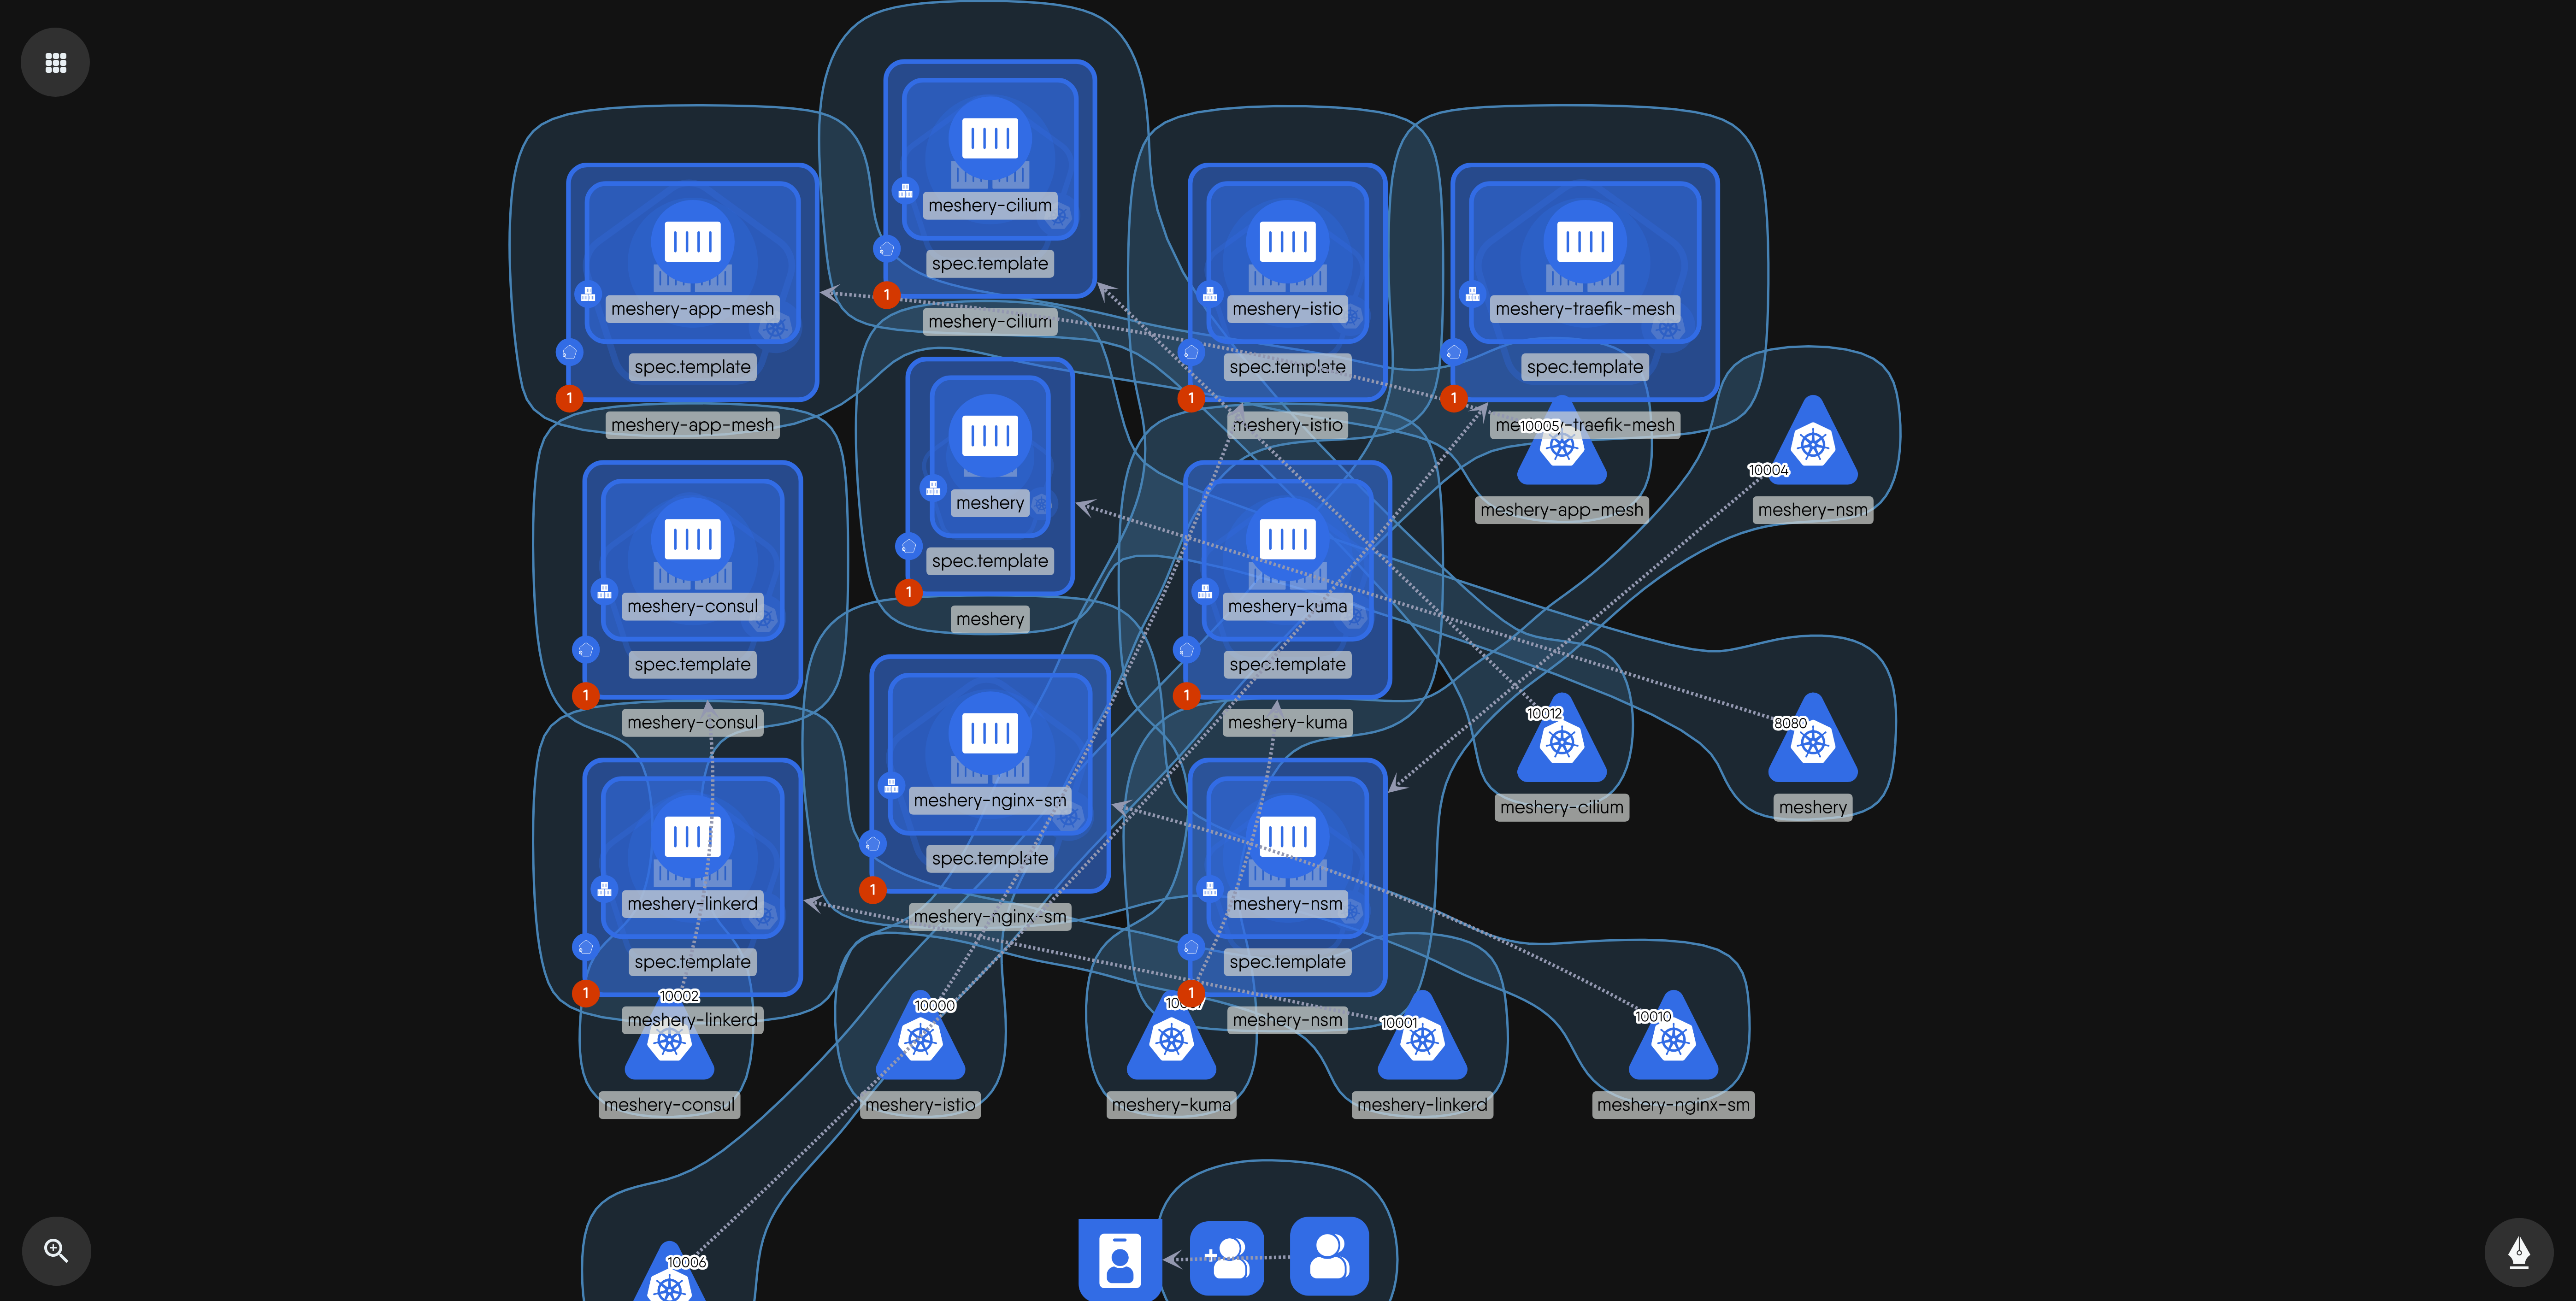 meshery-cilium
spec.template
1
meshery-cilium
meshery-app-mesh
spec.template
1
meshery-app-mesh
meshery-istio
spec.template
1
meshery-istio
meshery-traefik-mesh
spec.template
1
10005
meshery-app-mesh
10004
meshery-nsm
meshery
spec.template
1
meshery
meshery-consul
spec.template
1
meshery-consul
meshery-kuma
spec.template
1
meshery-kuma
10012
meshery-cilium
8080
meshery
meshery-nginx-sm
spec.template
1
meshery-nginx-sm
meshery-linkerd
spec.template
1
meshery-linkerd
meshery-nsm
spec.template
1
meshery-nsm
10002
meshery-consul
10000
meshery-istio
meshery-kuma
10001
meshery-linkerd
10010
meshery-nginx-sm
10006